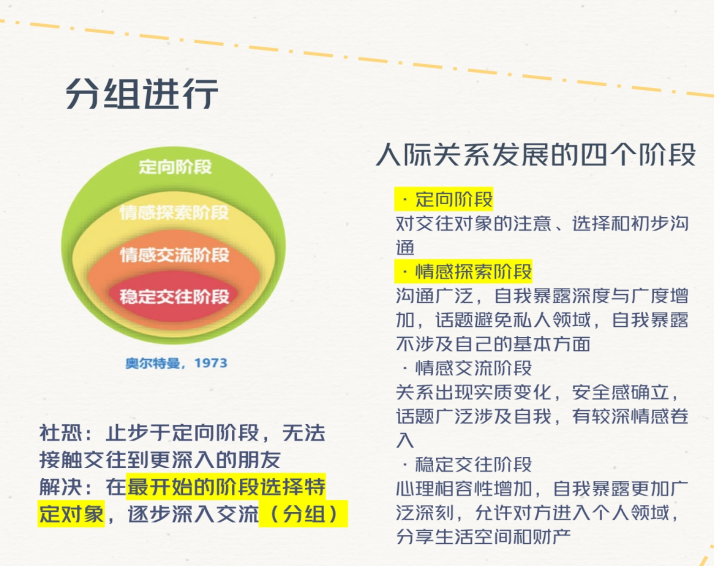 分组进行
定向阶段
情感探索阶段
情感交流阶段
稳定交往阶段
奥尔特曼，1973
社恐：止步于定向阶段，无法
接触交往到更深入的朋友
解决：在最开始的阶段选择特
定对象，逐步深入交流（分组）
人际关系发展的四个阶段
·定向阶段
对交往对象的注意、选择和初步沟
通
·情感探索阶段
沟通广泛，自我暴露深度与广度增
加，话题避免私人领域，自我暴露
不涉及自己的基本方面
·情感交流阶段
关系出现实质变化，安全感确立，
话题广泛涉及自我，有较深情感卷
入
·稳定交往阶段
心理相容性增加，自我暴露更加广
泛深刻，允许对方进入个人领域，
分享生活空间和财产